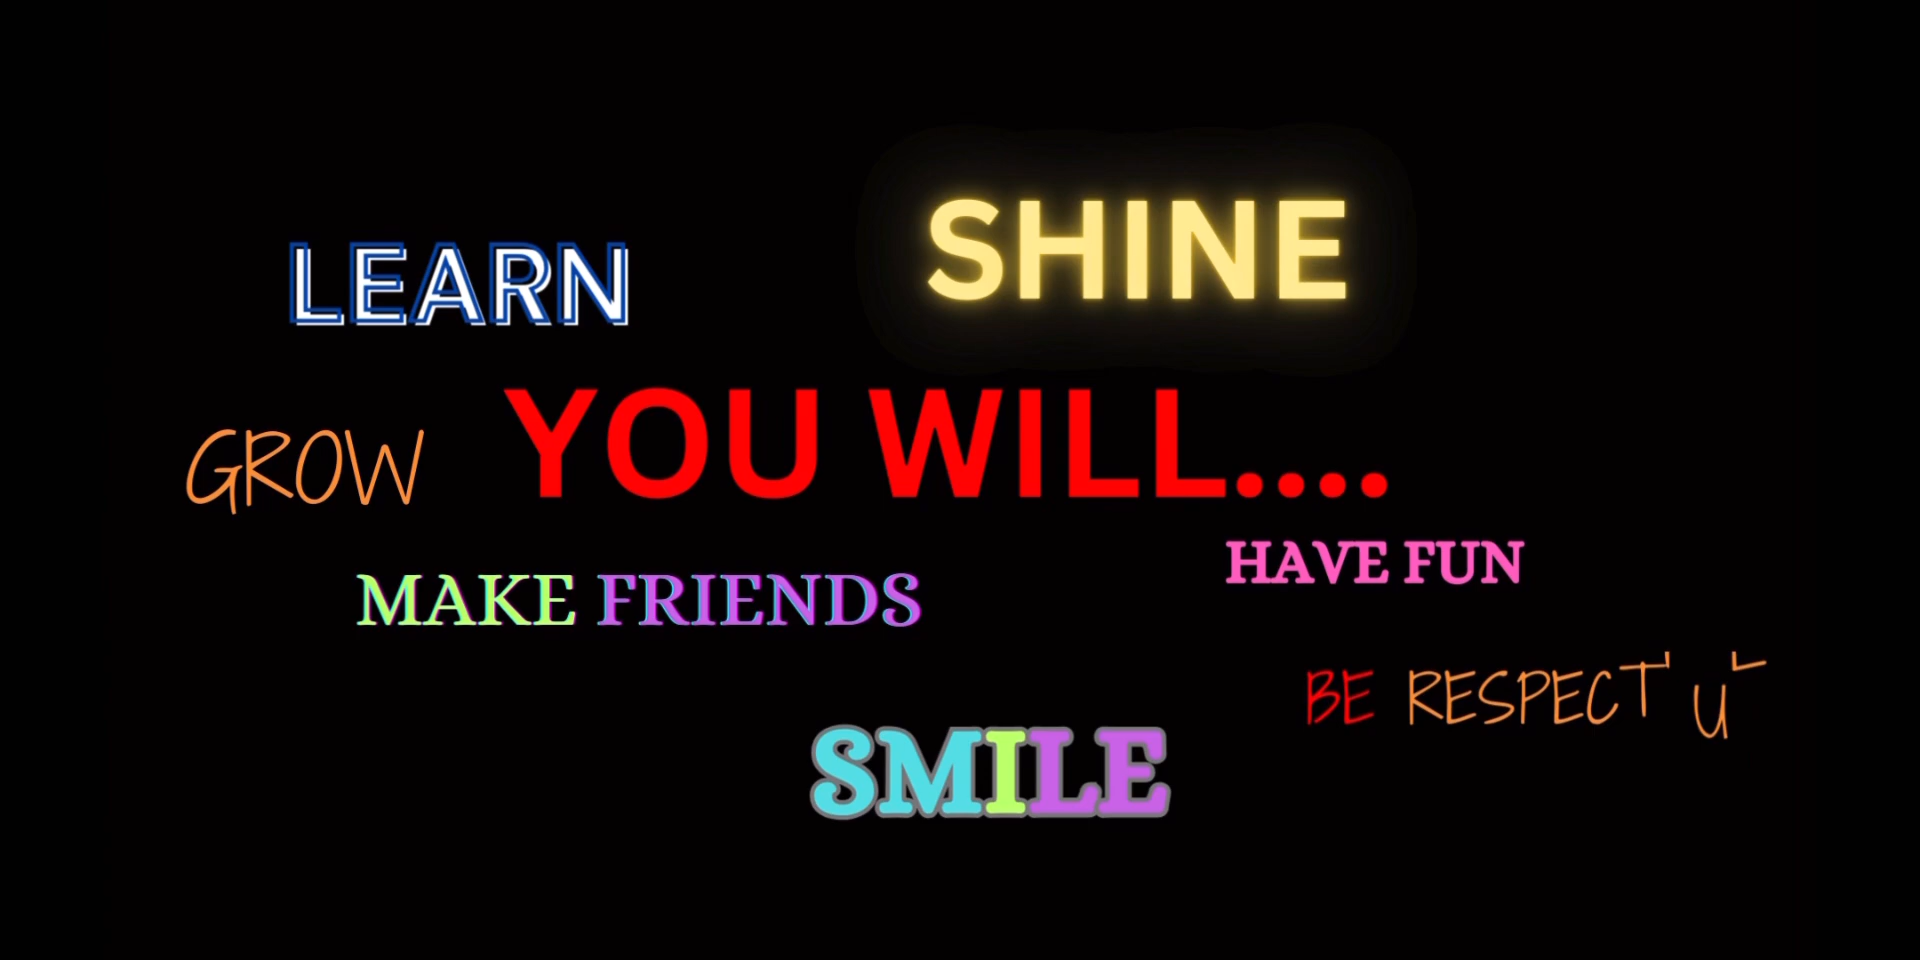 SHINE
LEARN
YOU WILL....
GROW
HAVE FUN
MAKE FRIENDS
BE RESPECT
SMILE